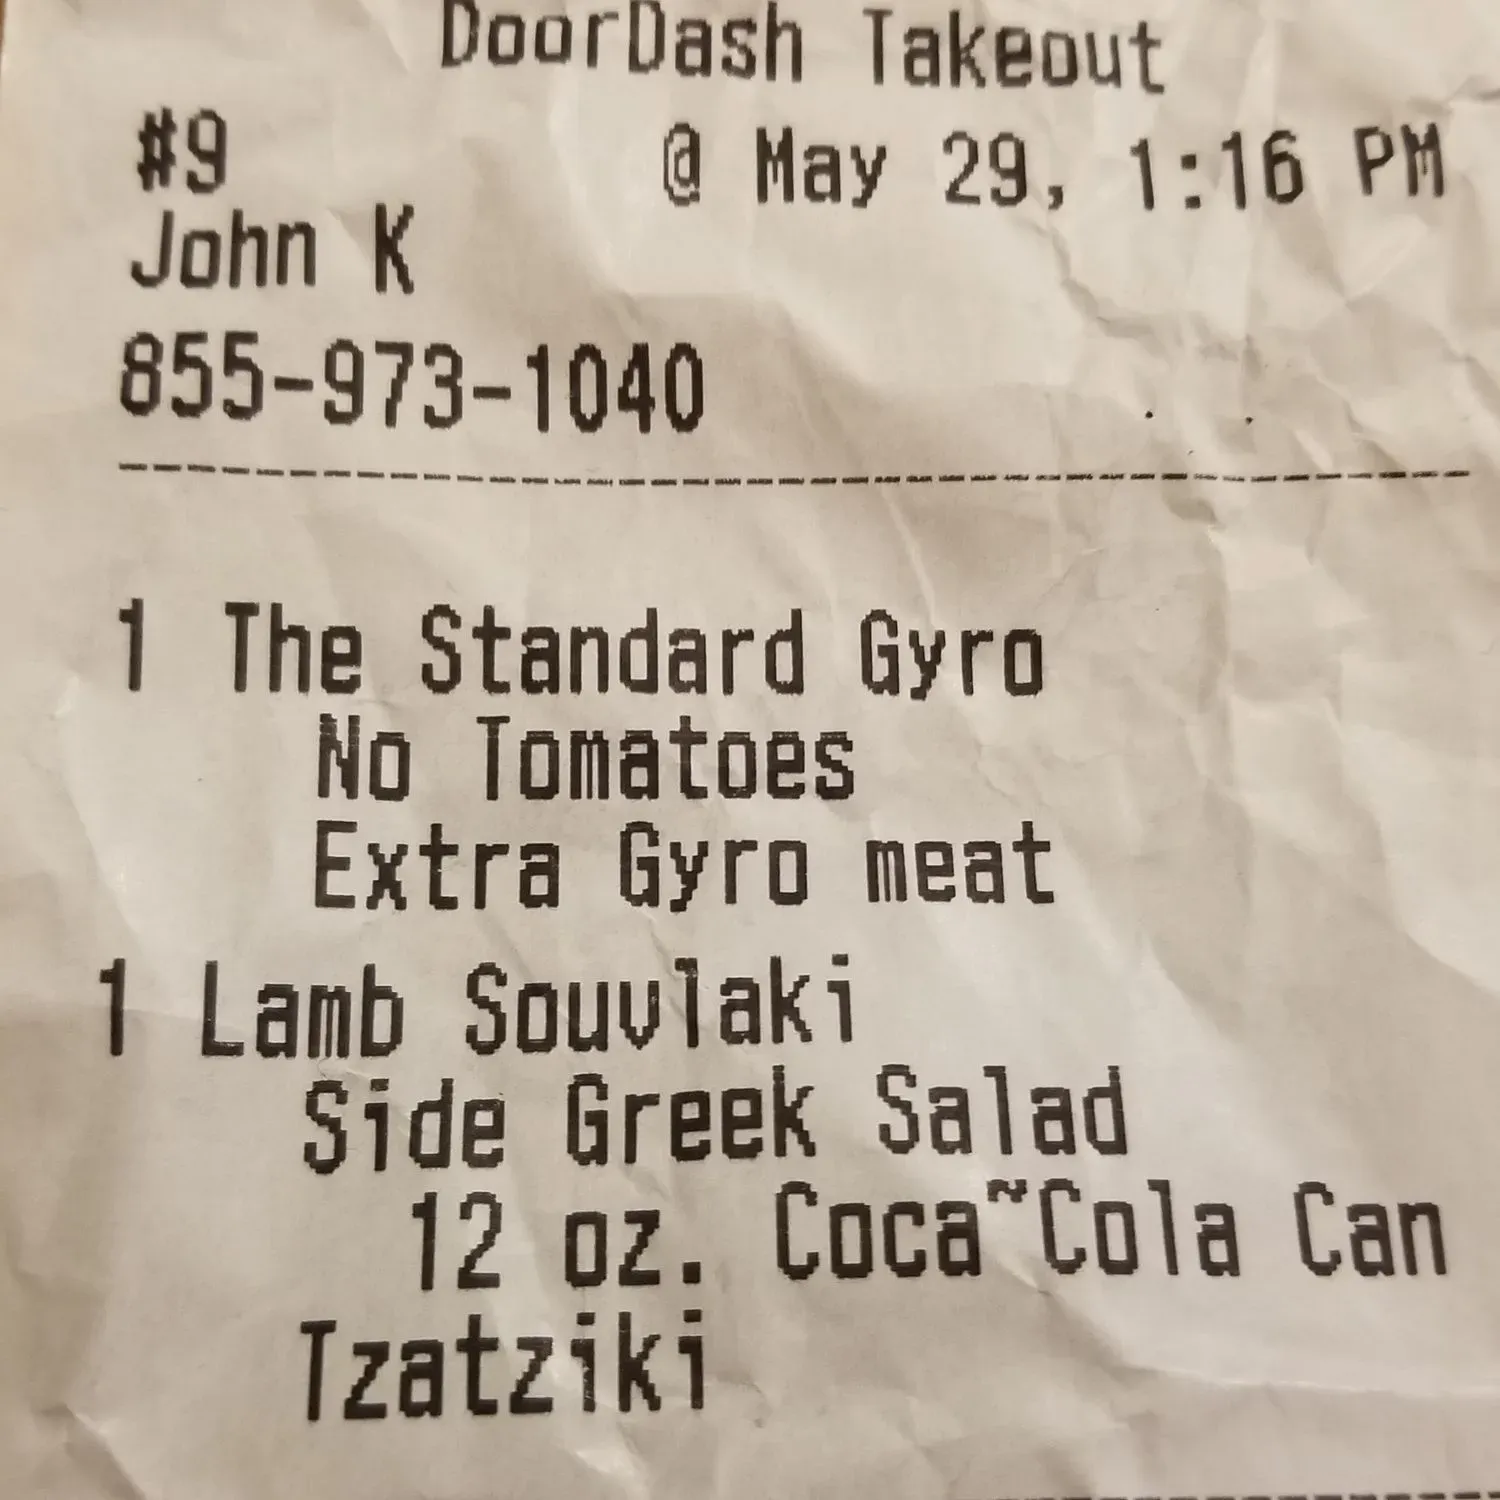 DoorDash Takeout
#9 @ May 29, 1:16 PM
John K
855-973-1040
1 The Standard Gyro
No Tomatoes
Extra Gyro meat
1 Lamb Souvlaki
Side Greek Salad
12 oz. Coca~Cola Can
Tzatziki